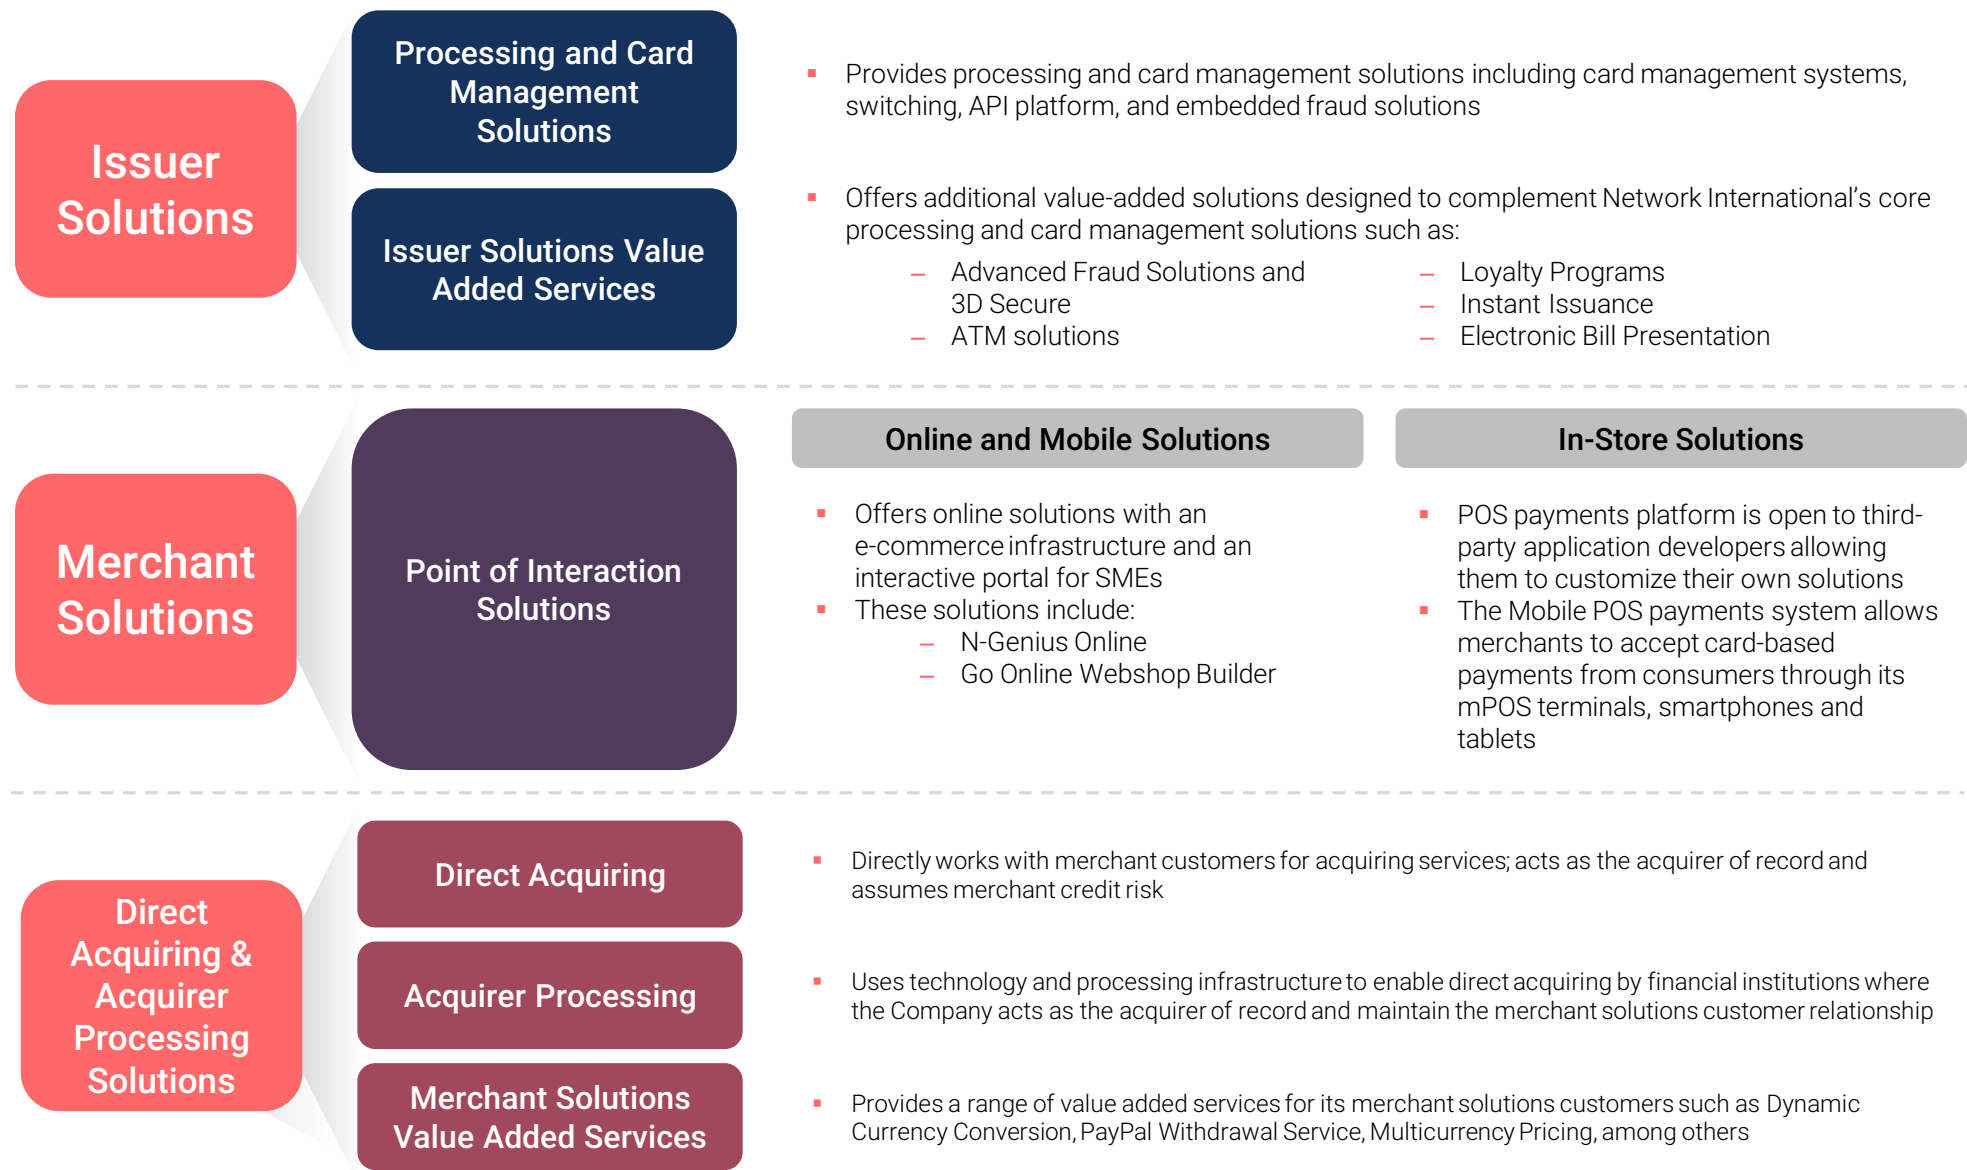 Issuer
Solutions
Processing and Card
Management
Solutions
Provides processing and card management solutions including card management systems,
switching, API platform, and embedded fraud solutions
Issuer Solutions Value
Added Services
Offers additional value-added solutions designed to complement Network International's core
processing and card management solutions such as:
– Advanced Fraud Solutions and
3D Secure
– ATM solutions
– Loyalty Programs
– Instant Issuance
– Electronic Bill Presentation
Merchant
Solutions
Point of Interaction
Solutions
Online and Mobile Solutions
Offers online solutions with an
e-commerce infrastructure and an
interactive portal for SMEs
These solutions include:
– N-Genius Online
– Go Online Webshop Builder
In-Store Solutions
POS payments platform is open to third-
party application developers allowing
them to customize their own solutions
The Mobile POS payments system allows
merchants to accept card-based
payments from consumers through its
mPOS terminals, smartphones and
tablets
Direct
Acquiring &
Acquirer
Processing
Solutions
Direct Acquiring
Directly works with merchant customers for acquiring services; acts as the acquirer of record and
assumes merchant credit risk
Acquirer Processing
Uses technology and processing infrastructure to enable direct acquiring by financial institutions where
the Company acts as the acquirer of record and maintain the merchant solutions customer relationship
Merchant Solutions
Value Added Services
Provides a range of value added services for its merchant solutions customers such as Dynamic
Currency Conversion, PayPal Withdrawal Service, Multicurrency Pricing, among others